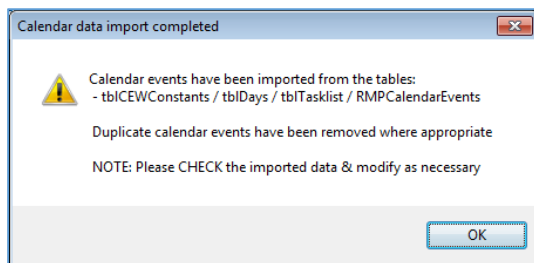 Calendar data import completed
Calendar events have been imported from the tables:
- tblCEWConstants / tblDays / tblTasklist / RMPCalendarEvents
Duplicate calendar events have been removed where appropriate
NOTE: Please CHECK the imported data & modify as necessary
OK